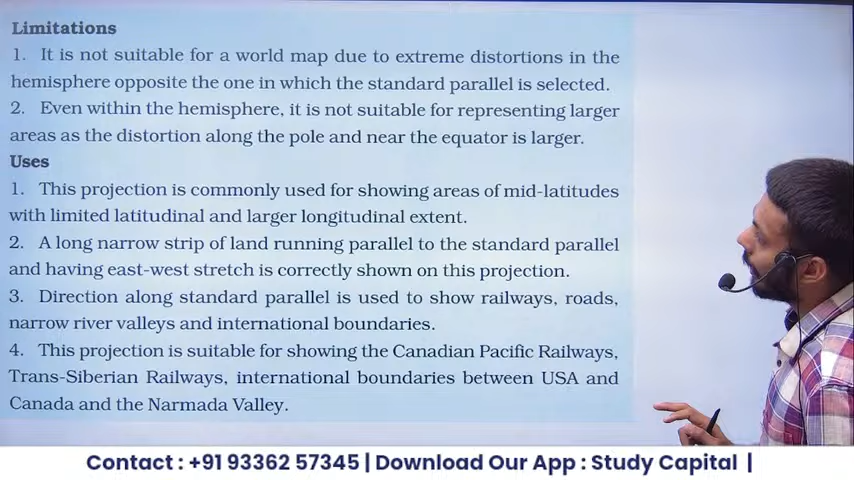 Limitations
1. It is not suitable for a world map due to extreme distortions in the
hemisphere opposite the one in which the standard parallel is selected.
2. Even within the hemisphere, it is not suitable for representing larger
areas as the distortion along the pole and near the equator is larger.
Uses
1. This projection is commonly used for showing areas of mid-latitudes
with limited latitudinal and larger longitudinal extent.
2. A long narrow strip of land running parallel to the standard parallel
and having east-west stretch is correctly shown on this projection.
3. Direction along standard parallel is used to show railways, roads,
narrow river valleys and international boundaries.
4. This projection is suitable for showing the Canadian Pacific Railways,
Trans-Siberian Railways, international boundaries between USA and
Canada and the Narmada Valley.
Contact : +91 93362 57345 | Download Our App : Study Capital |